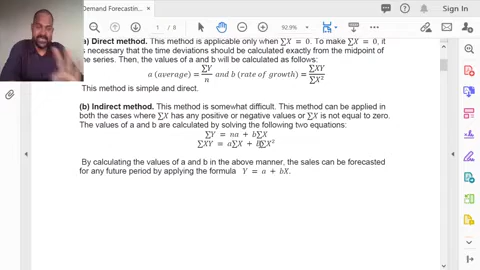 Demand Forecastin...
Sign In
1 / 8
92.9%
(a) Direct method. This method is applicable only when ∑X = 0. To make ∑X = 0, it
is necessary that the time deviations should be calculated exactly from the midpoint of
the series. Then, the values of a and b will be calculated as follows:
a (average) = ∑Y/n and b (rate of growth) = ∑XY/∑X²
This method is simple and direct.
(b) Indirect method. This method is somewhat difficult. This method can be applied in
both the cases where ∑X has any positive or negative values or ∑X is not equal to zero.
The values of a and b are calculated by solving the following two equations:
∑Y = na + b∑X
∑XY = a∑X + b∑X²
By calculating the values of a and b in the above manner, the sales can be forecasted
for any future period by applying the formula Y = a + bX.